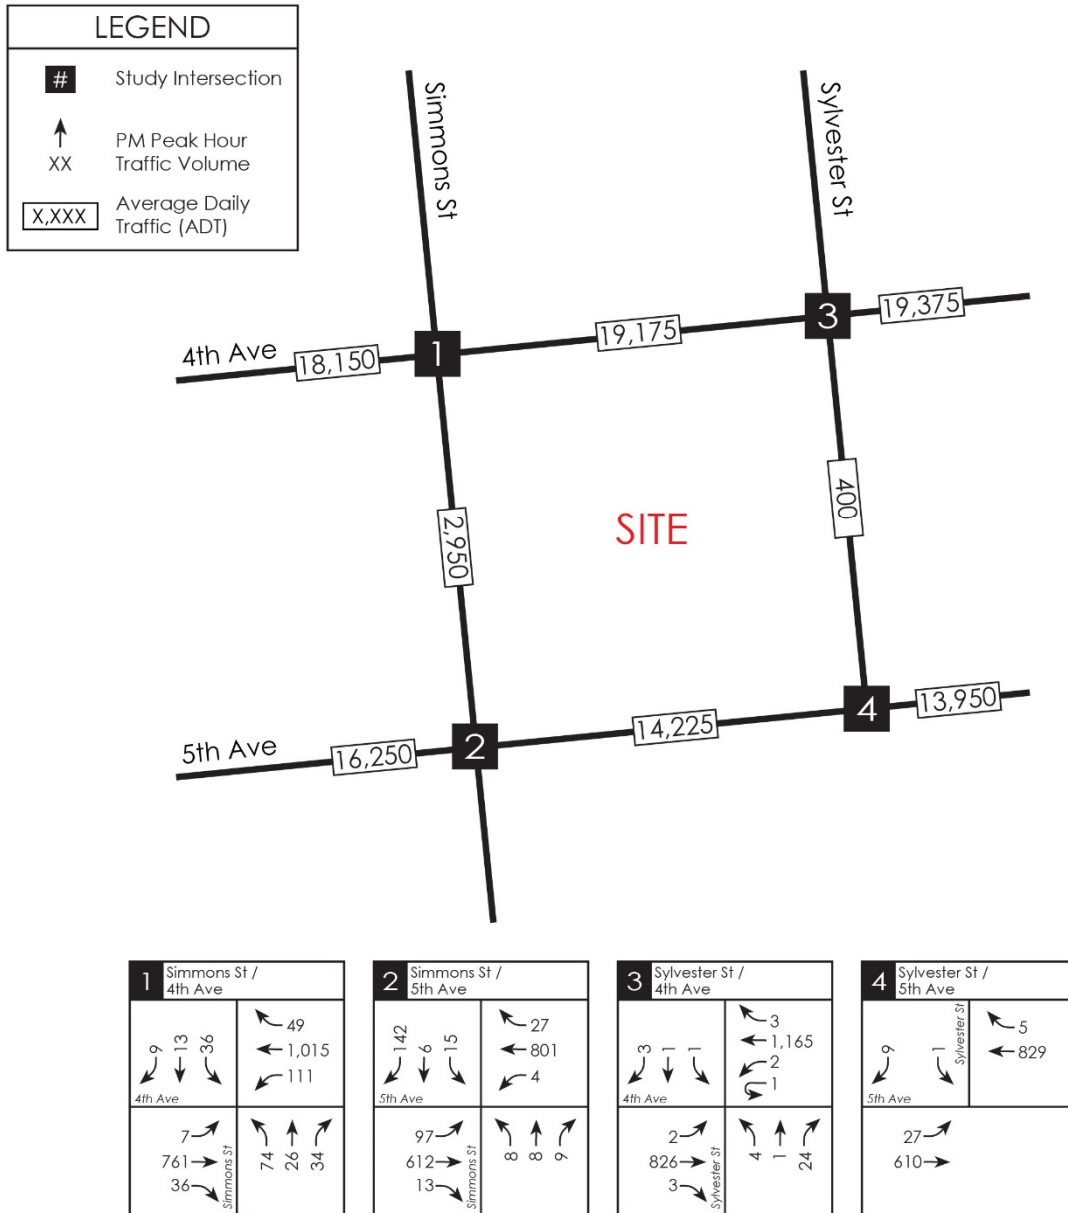 LEGEND
#
Study Intersection
PM Peak Hour
XX
Traffic Volume
X,XXX
Average Daily
Traffic (ADT)
Simmons St
Sylvester St
4th Ave
18,150
1
19,175
3
19,375
2,950
SITE
400
5th Ave
16,250
2
14,225
4
13,950
1
Simmons St /
4th Ave
9
13
36
49
1,015
111
4th Ave
7
761
36
Simmons St
74
26
34
2
Simmons St /
5th Ave
142
6
15
27
801
4
5th Ave
97
612
13
Simmons St
8
8
9
3
Sylvester St /
4th Ave
3
1
1
3
1,165
2
1
4th Ave
2
826
3
Sylvester St
4
1
24
4
Sylvester St /
5th Ave
9
1
Sylvester St
5
829
5th Ave
27
610